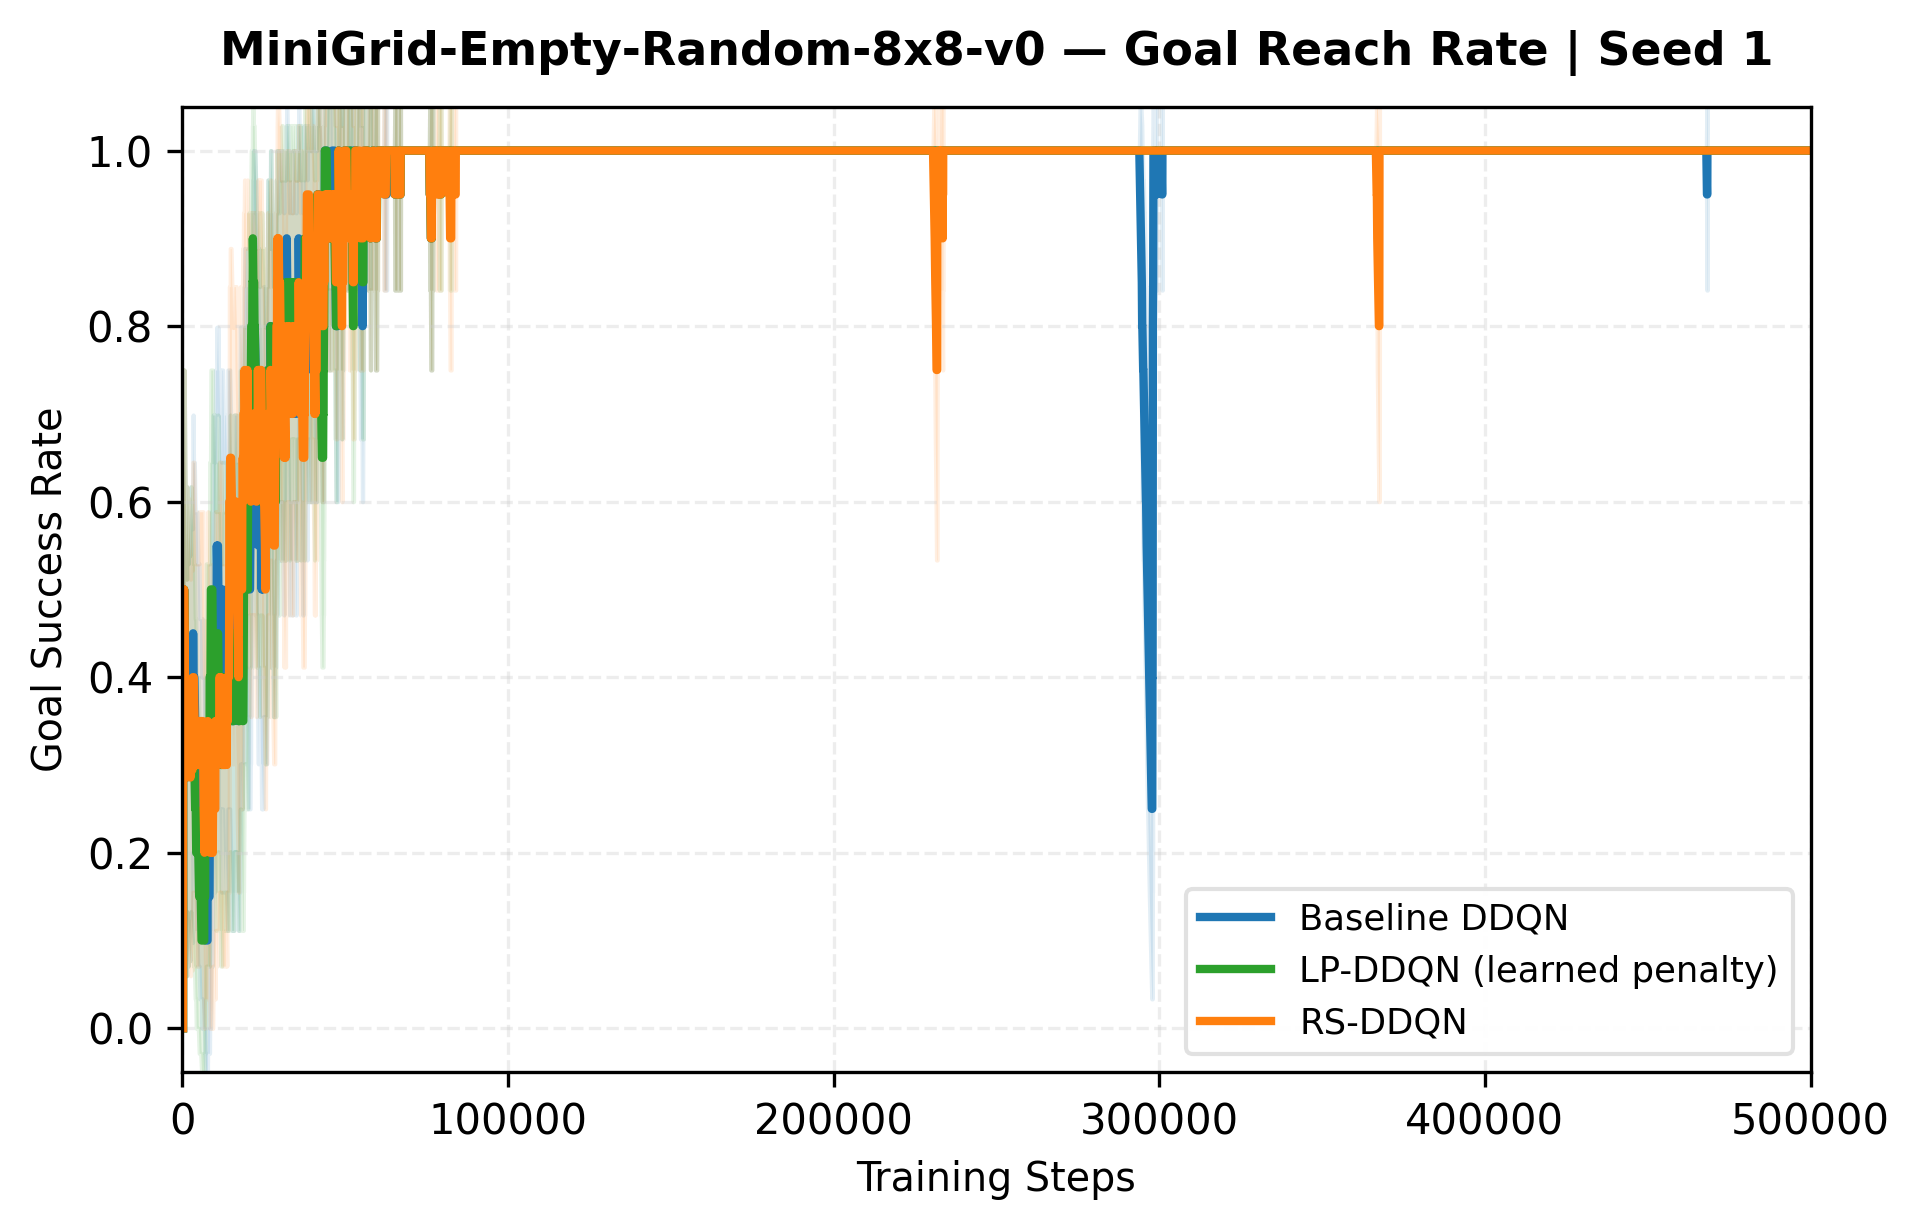 MiniGrid-Empty-Random-8x8-v0 — Goal Reach Rate | Seed 1
Goal Success Rate
1.0
0.8
0.6
0.4
0.2
0.0
Baseline DDQN
LP-DDQN (learned penalty)
RS-DDQN
0 100000 200000 300000 400000 500000
Training Steps